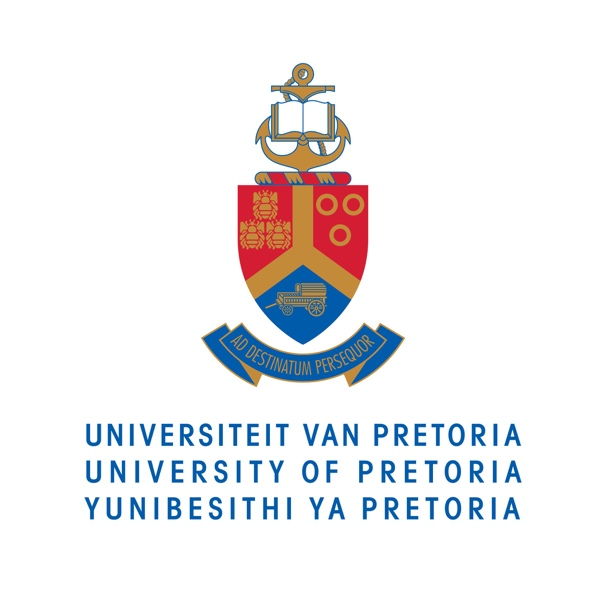 AD DESTINATUM PERSEQUOR
UNIVERSITEIT VAN PRETORIA
UNIVERSITY OF PRETORIA
YUNIBESITHI YA PRETORIA